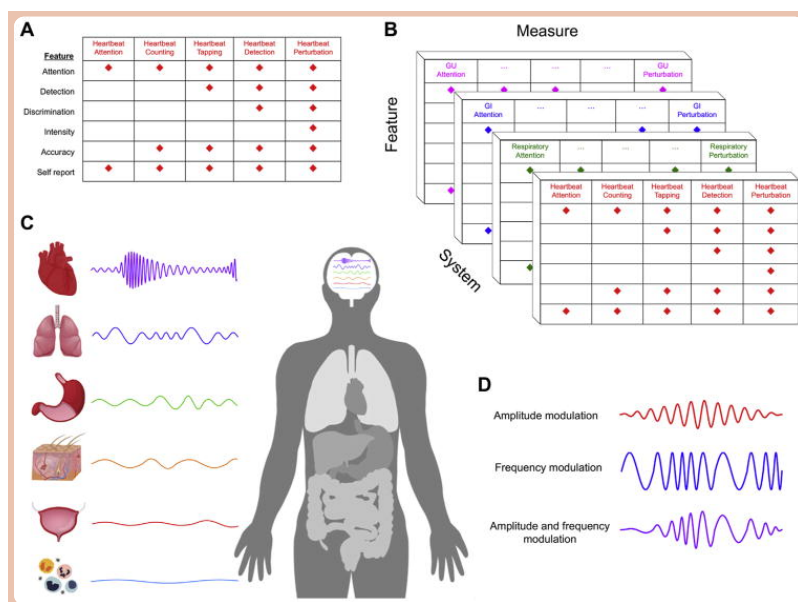 A
Feature
Heartbeat Attention
Heartbeat Counting
Heartbeat Tapping
Heartbeat Detection
Heartbeat Perturbation
Attention
Detection
Discrimination
Intensity
Accuracy
Self report
B
Measure
Feature
System
GU Attention
...
...
...
GU Perturbation
GI Attention
...
...
...
GI Perturbation
Respiratory Attention
...
...
...
Respiratory Perturbation
Heartbeat Attention
Heartbeat Counting
Heartbeat Tapping
Heartbeat Detection
Heartbeat Perturbation
C
D
Amplitude modulation
Frequency modulation
Amplitude and frequency
modulation